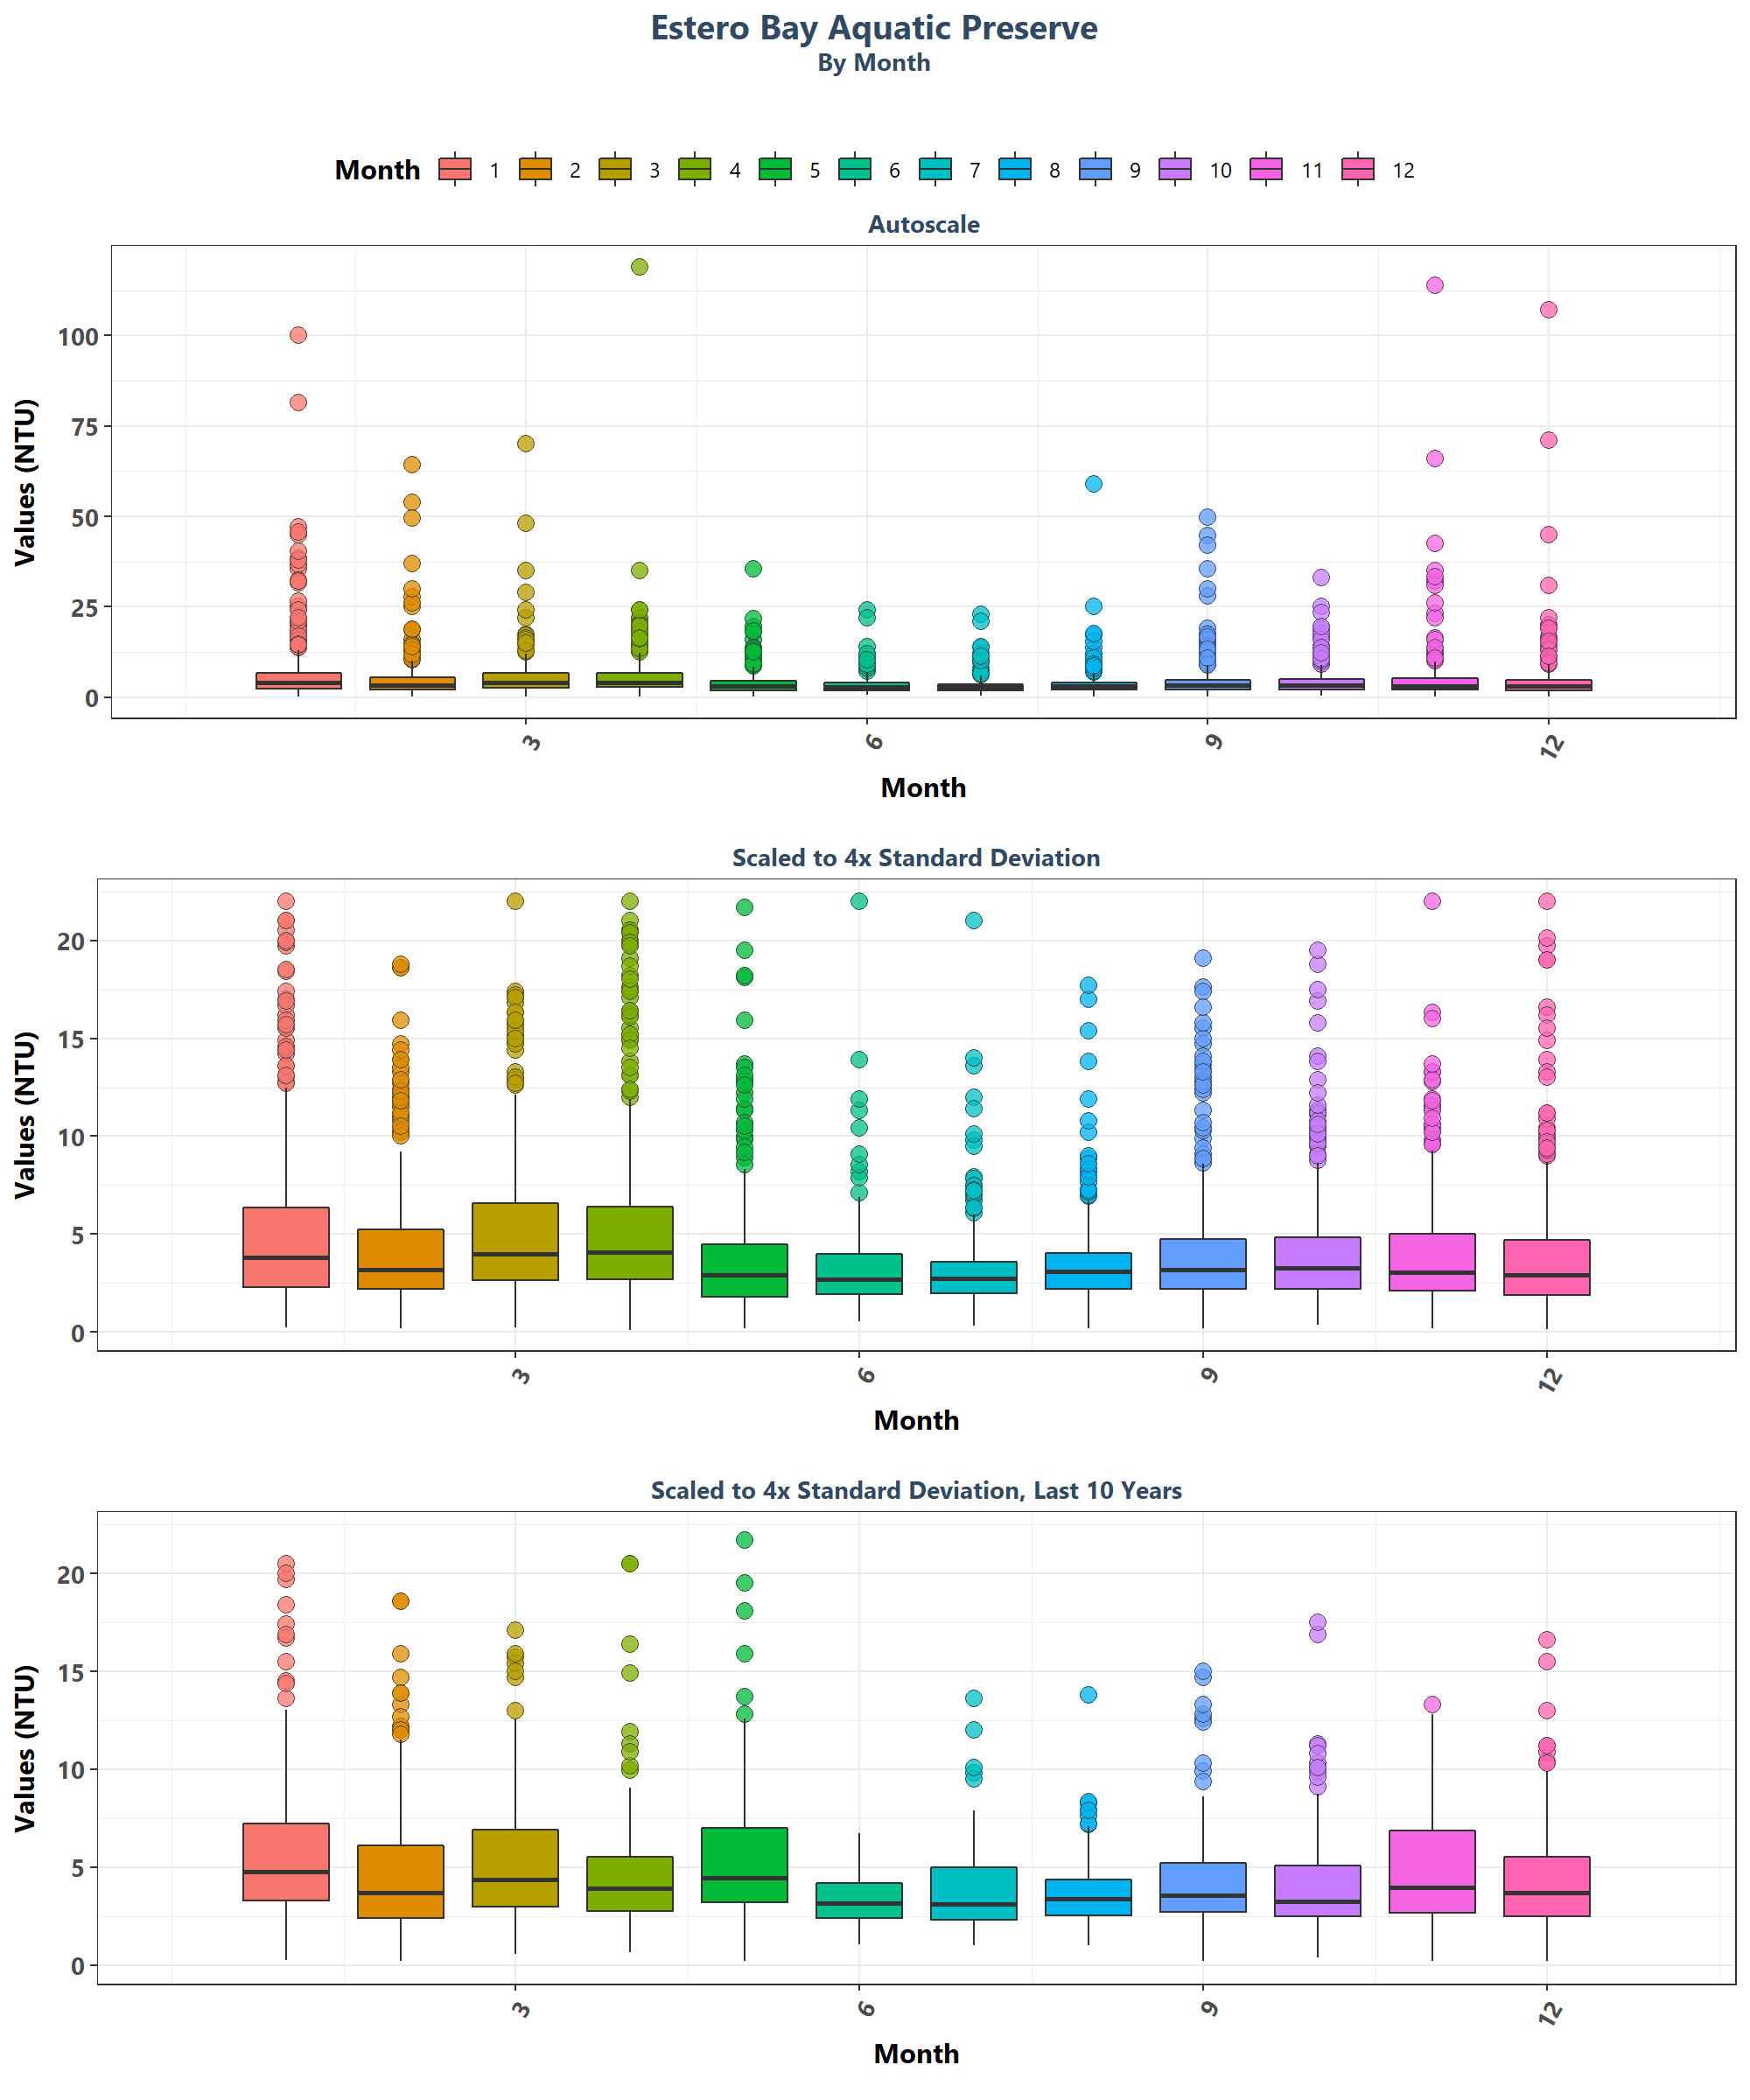 Estero Bay Aquatic Preserve
By Month
Month 1 2 3 4 5 6 7 8 9 10 11 12
Autoscale
Values (NTU)
100
75
50
25
0
3 6 9 12
Month
Scaled to 4x Standard Deviation
Values (NTU)
20
15
10
5
0
3 6 9 12
Month
Scaled to 4x Standard Deviation, Last 10 Years
Values (NTU)
20
15
10
5
0
3 6 9 12
Month